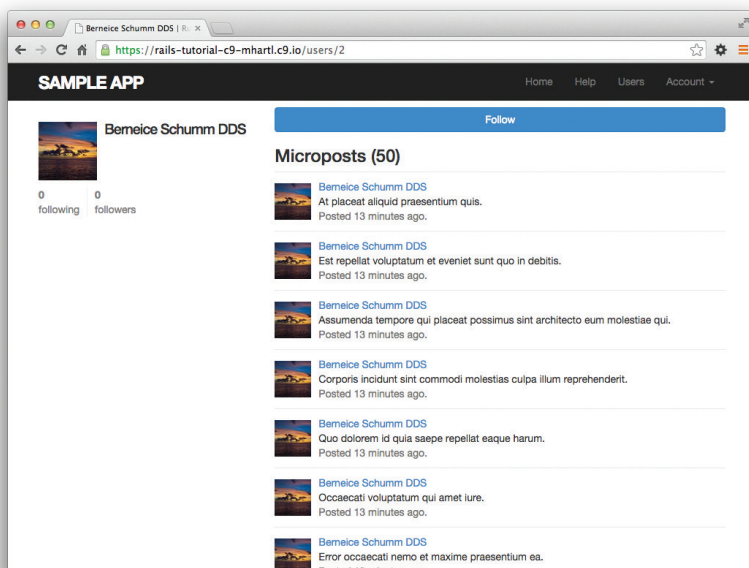 Berneice Schumm DDS | R
https://rails-tutorial-c9-mhartl.c9.io/users/2
SAMPLE APP
Home Help Users Account
Berneice Schumm DDS
0 following
0 followers
Follow
Microposts (50)
Berneice Schumm DDS
At placeat aliquid praesentium quis.
Posted 13 minutes ago.
Berneice Schumm DDS
Est repellat voluptatum et eveniet sunt quo in debitis.
Posted 13 minutes ago.
Berneice Schumm DDS
Assumenda tempore qui placeat possimus sint architecto eum molestiae qui.
Posted 13 minutes ago.
Berneice Schumm DDS
Corporis incidunt sint commodi molestias culpa illum reprehenderit.
Posted 13 minutes ago.
Berneice Schumm DDS
Quo dolorem id quia saepe repellat eaque harum.
Posted 13 minutes ago.
Berneice Schumm DDS
Occaecati voluptatum qui amet iure.
Posted 13 minutes ago.
Berneice Schumm DDS
Error occaecati nemo et maxime praesentium ea.